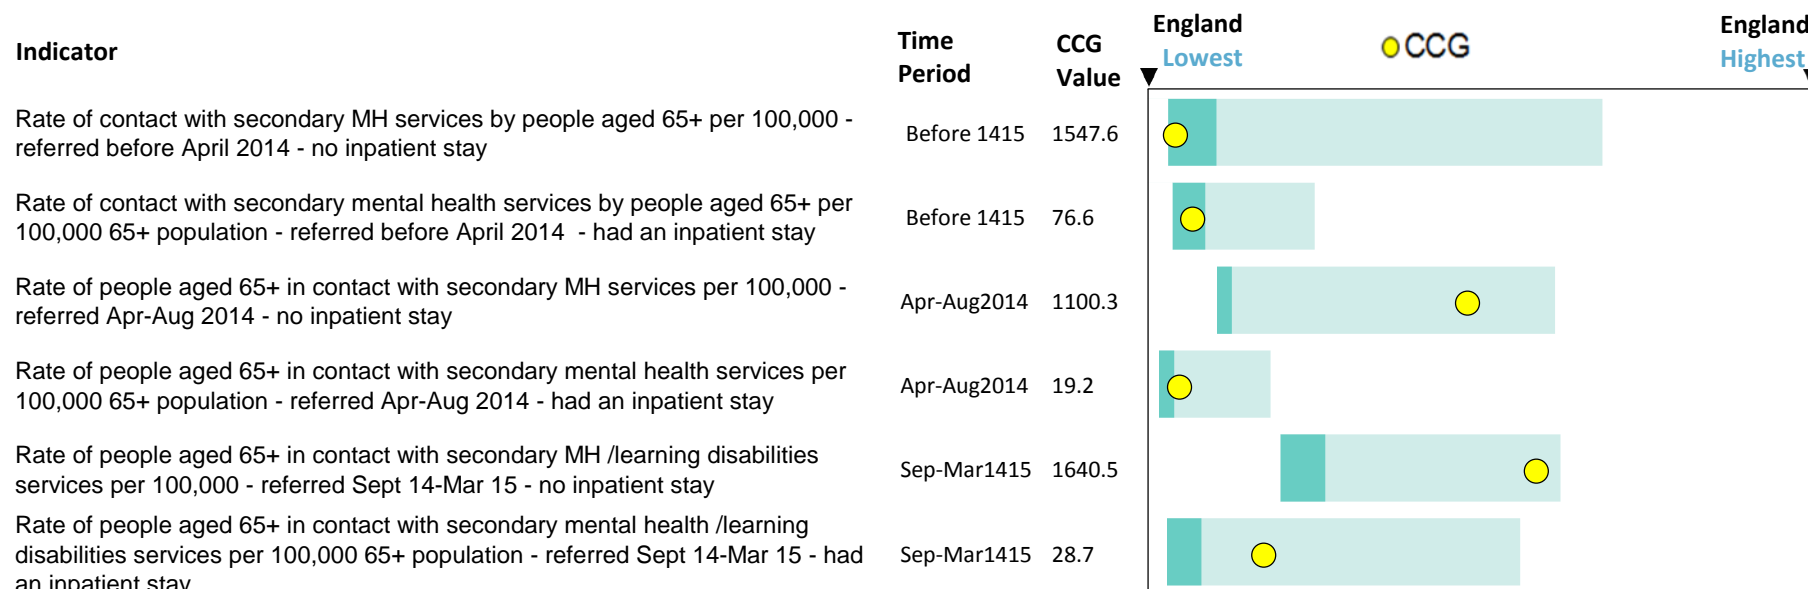 Indicator
Time Period
CCG Value
England Lowest
CCG
England Highest
Rate of contact with secondary MH services by people aged 65+ per 100,000 -
referred before April 2014 - no inpatient stay
Before 1415 1547.6
Rate of contact with secondary mental health services by people aged 65+ per
100,000 65+ population - referred before April 2014 - had an inpatient stay
Before 1415 76.6
Rate of people aged 65+ in contact with secondary MH services per 100,000 -
referred Apr-Aug 2014 - no inpatient stay
Apr-Aug2014 1100.3
Rate of people aged 65+ in contact with secondary mental health services per
100,000 65+ population - referred Apr-Aug 2014 - had an inpatient stay
Apr-Aug2014 19.2
Rate of people aged 65+ in contact with secondary MH /learning disabilities
services per 100,000 - referred Sept 14-Mar 15 - no inpatient stay
Sep-Mar1415 1640.5
Rate of people aged 65+ in contact with secondary mental health /learning
disabilities services per 100,000 65+ population - referred Sept 14-Mar 15 - had
an inpatient stay
Sep-Mar1415 28.7